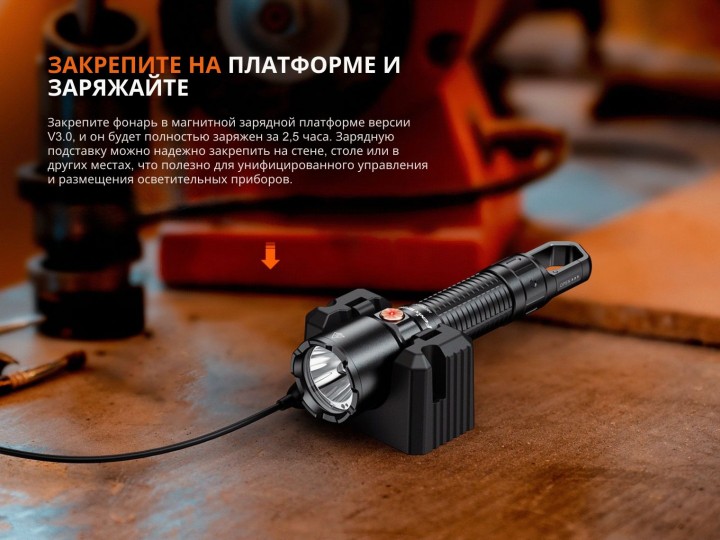 ЗАКРЕПИТЕ НА ПЛАТФОРМЕ И
ЗАРЯЖАЙТЕ
Закрепите фонарь в магнитной зарядной платформе версии
V3.0, и он будет полностью заряжен за 2,5 часа. Зарядную
подставку можно надежно закрепить на стене, столе или в
других местах, что полезно для унифицированного управления
и размещения осветительных приборов.